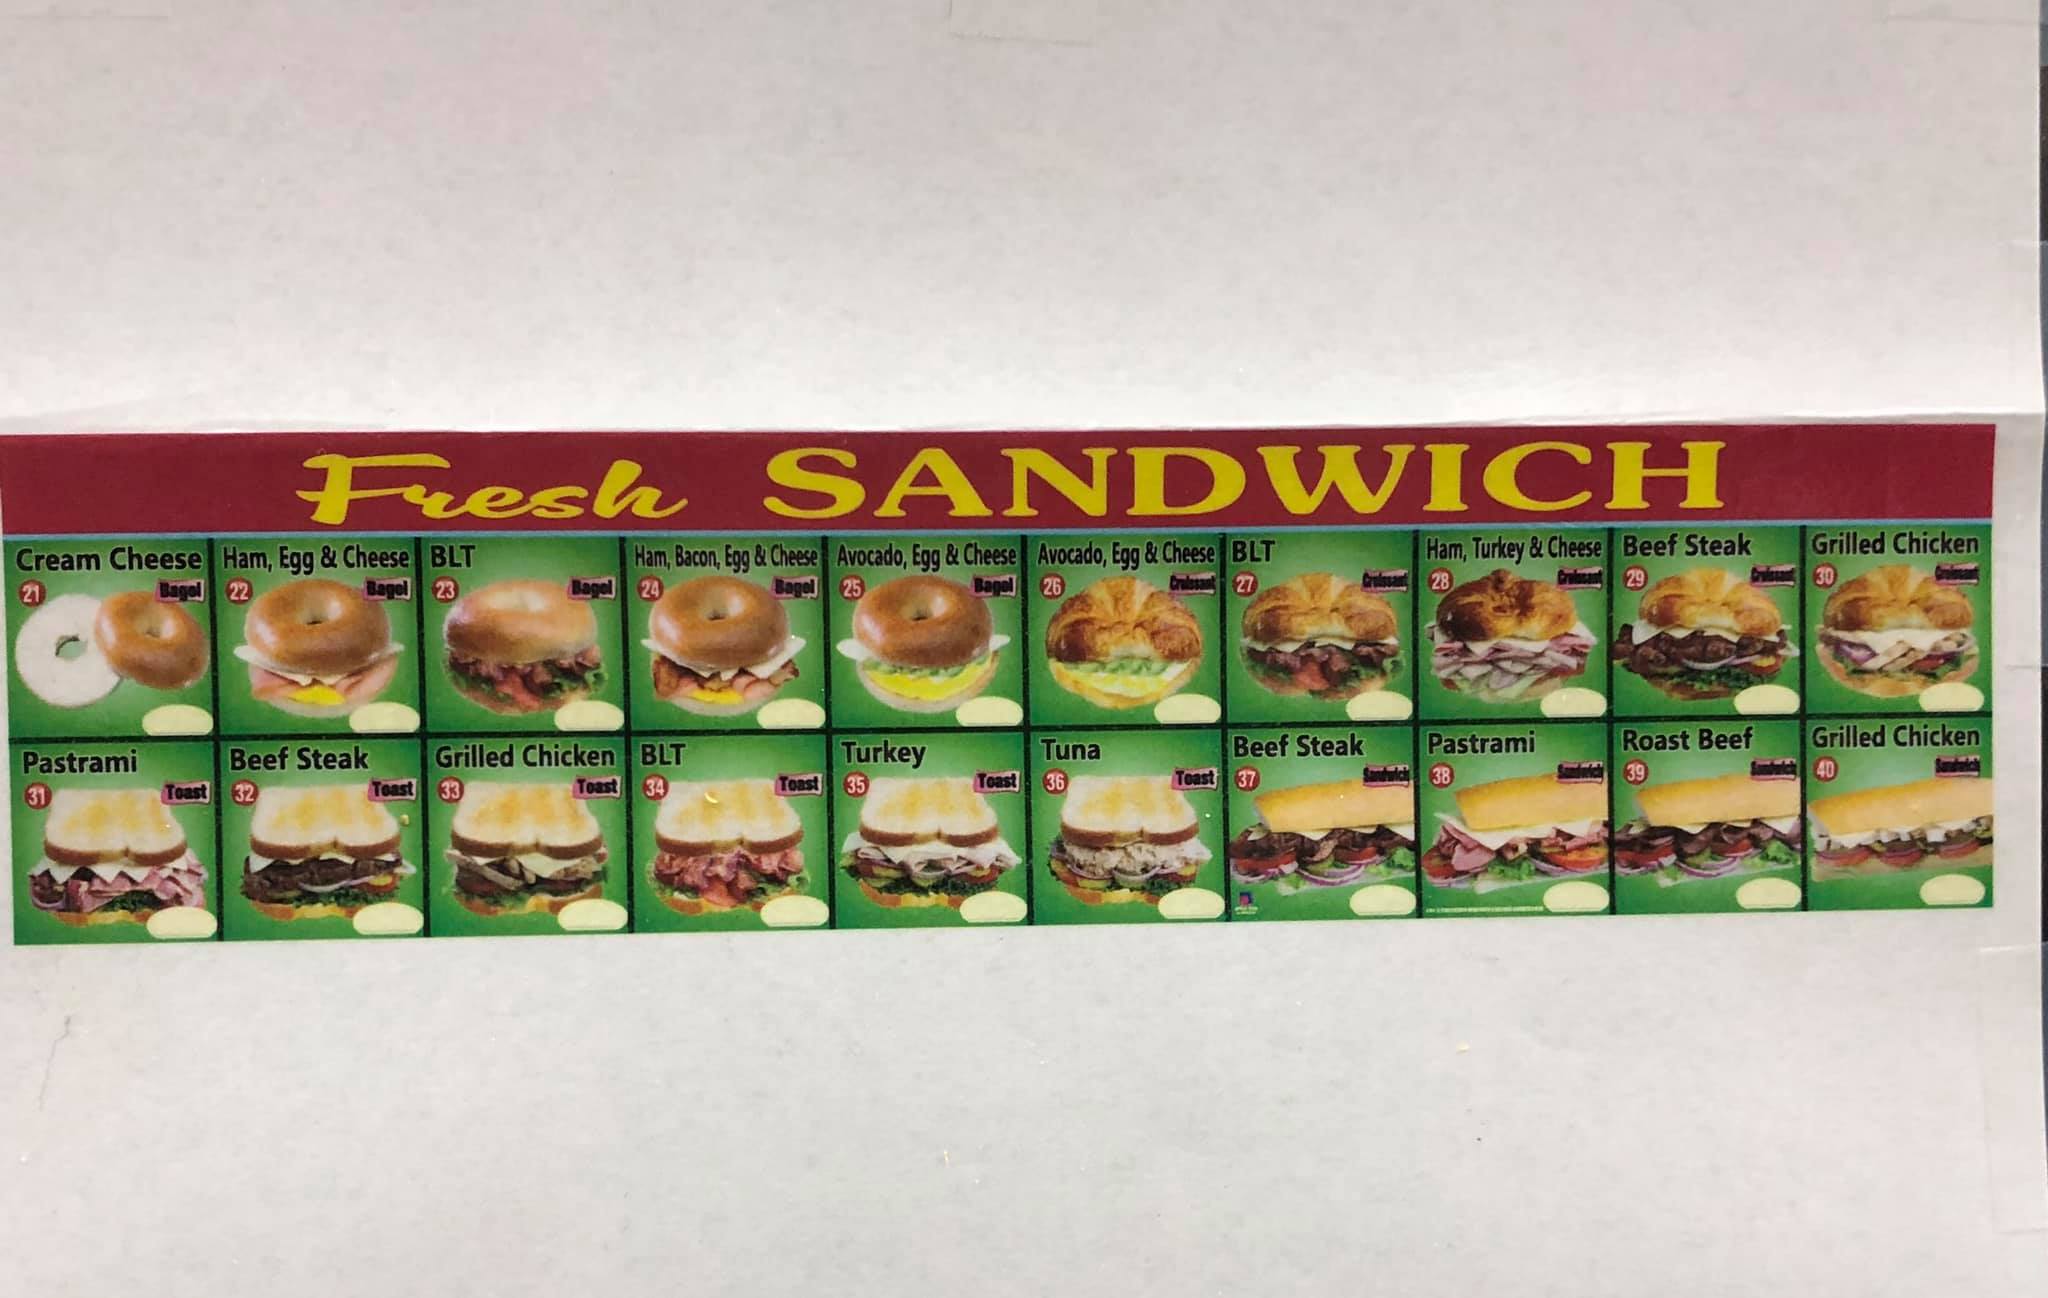 Fresh SANDWICH
Cream Cheese
21
Bagel
Ham, Egg & Cheese
22
Bagel
BLT
23
Bagel
Ham, Bacon, Egg & Cheese
24
Bagel
Avocado, Egg & Cheese
25
Bagel
Avocado, Egg & Cheese
26
Croissant
BLT
27
Croissant
Ham, Turkey & Cheese
28
Croissant
Beef Steak
29
Croissant
Grilled Chicken
30
Croissant
Pastrami
31
Toast
Beef Steak
32
Toast
Grilled Chicken
33
Toast
BLT
34
Toast
Turkey
35
Toast
Tuna
36
Toast
Beef Steak
37
Sandwich
Pastrami
38
Sandwich
Roast Beef
39
Sandwich
Grilled Chicken
40
Sandwich